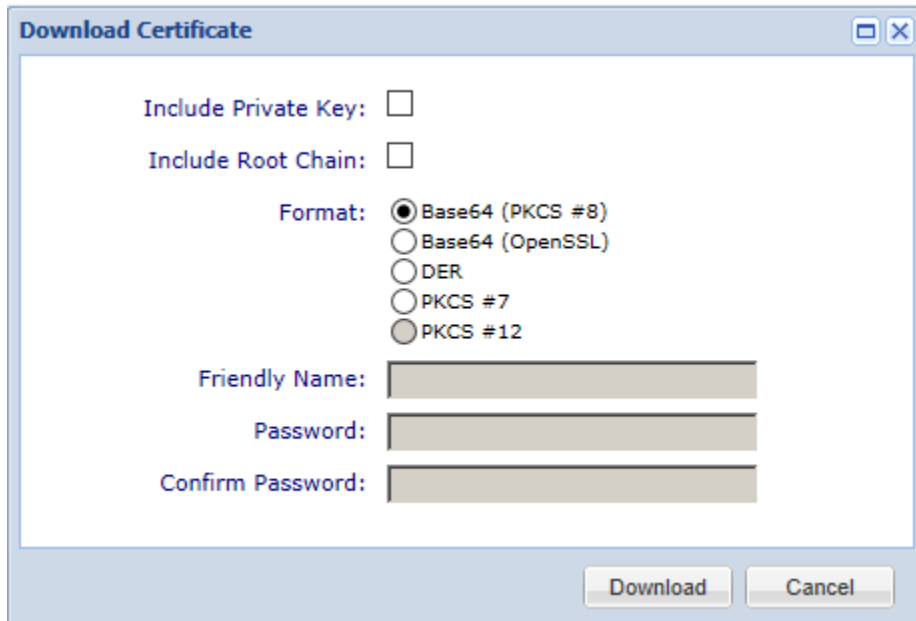 Download Certificate
Include Private Key:
Include Root Chain:
Format: Base64 (PKCS #8)
Base64 (OpenSSL)
DER
PKCS #7
PKCS #12
Friendly Name:
Password:
Confirm Password:
Download Cancel